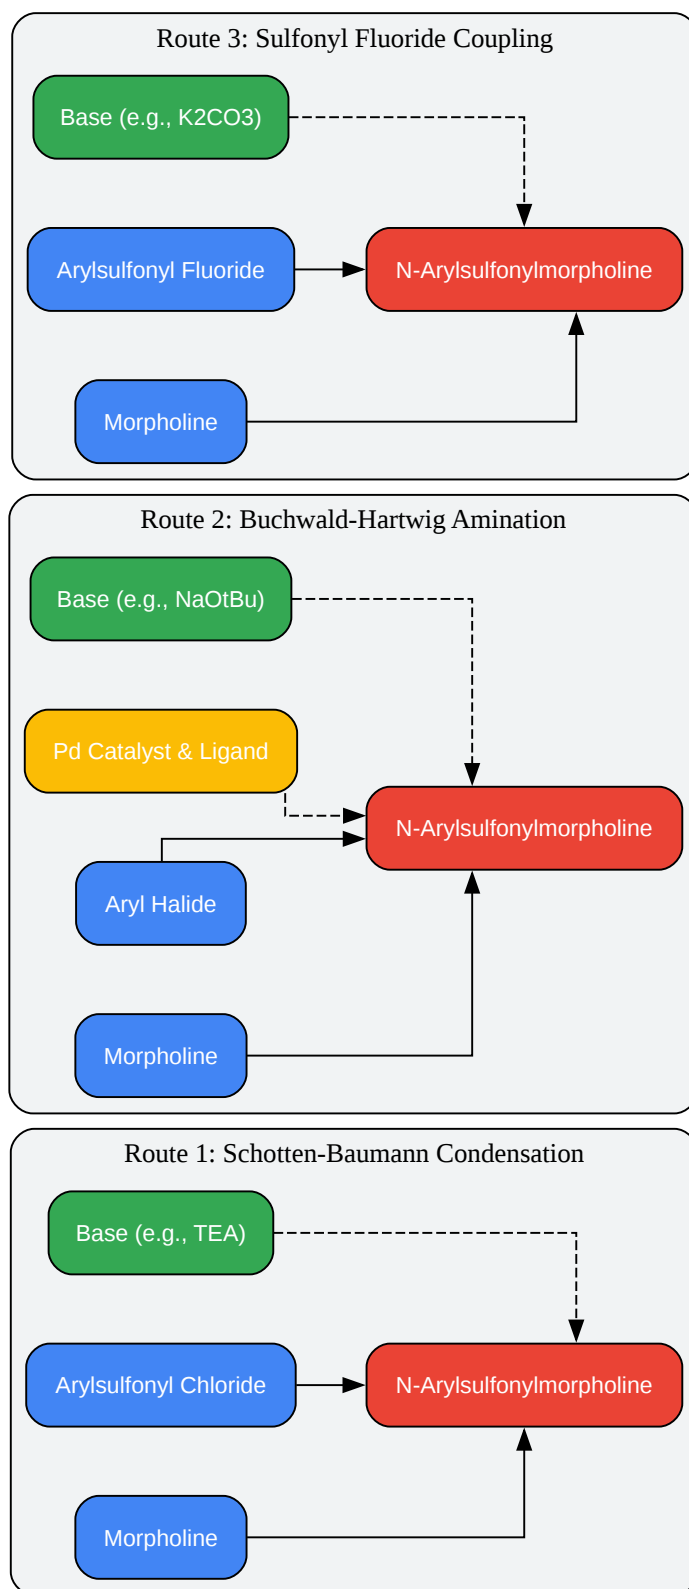 Route 3: Sulfonyl Fluoride Coupling
Base (e.g., K2CO3)
Arylsulfonyl Fluoride
N-Arylsulfonylmorpholine
Morpholine
Route 2: Buchwald-Hartwig Amination
Base (e.g., NaOtBu)
Pd Catalyst & Ligand
N-Arylsulfonylmorpholine
Aryl Halide
Morpholine
Route 1: Schotten-Baumann Condensation
Base (e.g., TEA)
Arylsulfonyl Chloride
N-Arylsulfonylmorpholine
Morpholine